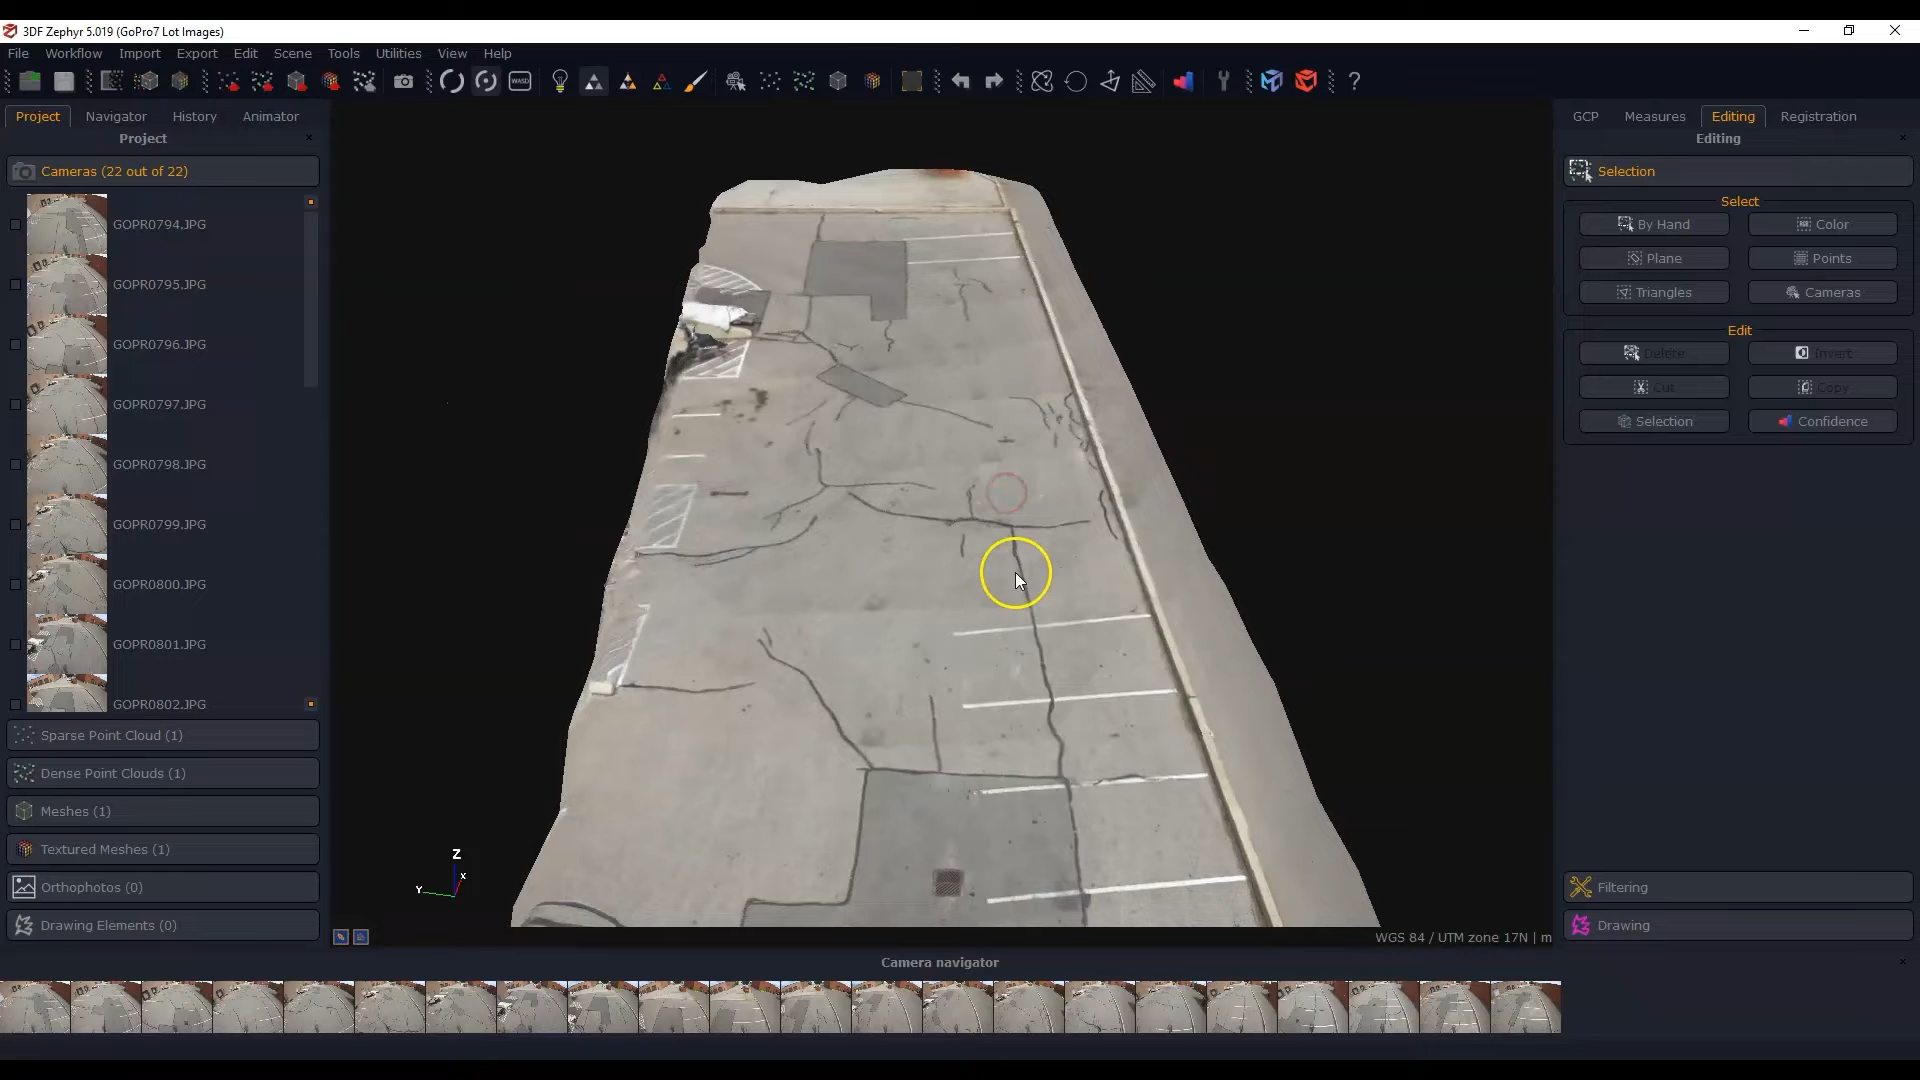 3DF Zephyr 5.019 (GoPro7 Lot Images)
File Workflow Import Export Edit Scene Tools Utilities View Help
WASD
?
Project Navigator History Animator
Project
Cameras (22 out of 22)
GOPR0794.JPG
GOPR0795.JPG
GOPR0796.JPG
GOPR0797.JPG
GOPR0798.JPG
GOPR0799.JPG
GOPR0800.JPG
GOPR0801.JPG
GOPR0802.JPG
Sparse Point Cloud (1)
Dense Point Clouds (1)
Meshes (1)
Textured Meshes (1)
Orthophotos (0)
Drawing Elements (0)
Z
Y
X
WGS 84 / UTM zone 17N | m
GCP Measures Editing Registration
Editing
Selection
Select
By Hand Color
Plane Points
Triangles Cameras
Edit
Delete Invert
Cut Copy
Selection Confidence
Filtering
Drawing
Camera navigator